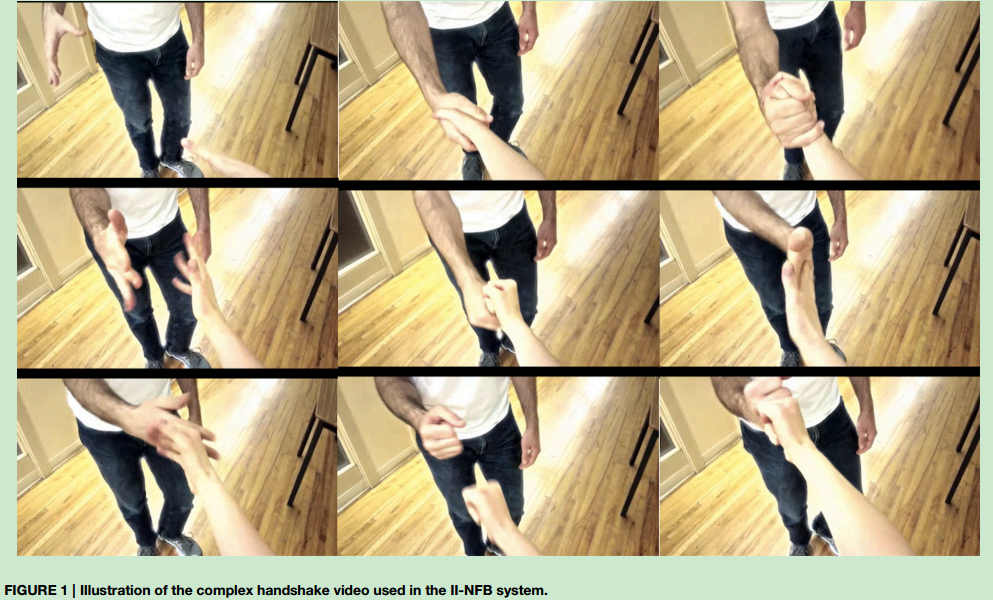 FIGURE 1 | Illustration of the complex handshake video used in the II-NFB system.